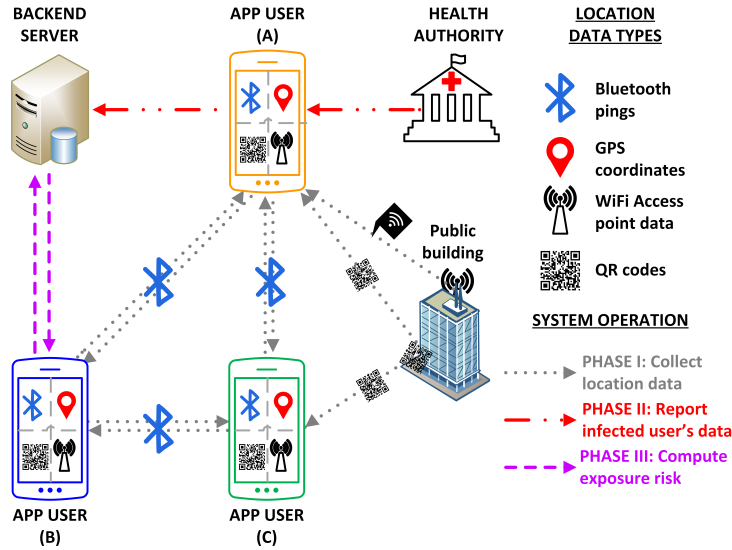 BACKEND
SERVER
APP USER
(A)
HEALTH
AUTHORITY
LOCATION
DATA TYPES
Bluetooth
pings
GPS
coordinates
WiFi Access
point data
QR codes
Public
building
SYSTEM OPERATION
PHASE I: Collect
location data
PHASE II: Report
infected user's data
PHASE III: Compute
exposure risk
APP USER
(B)
APP USER
(C)